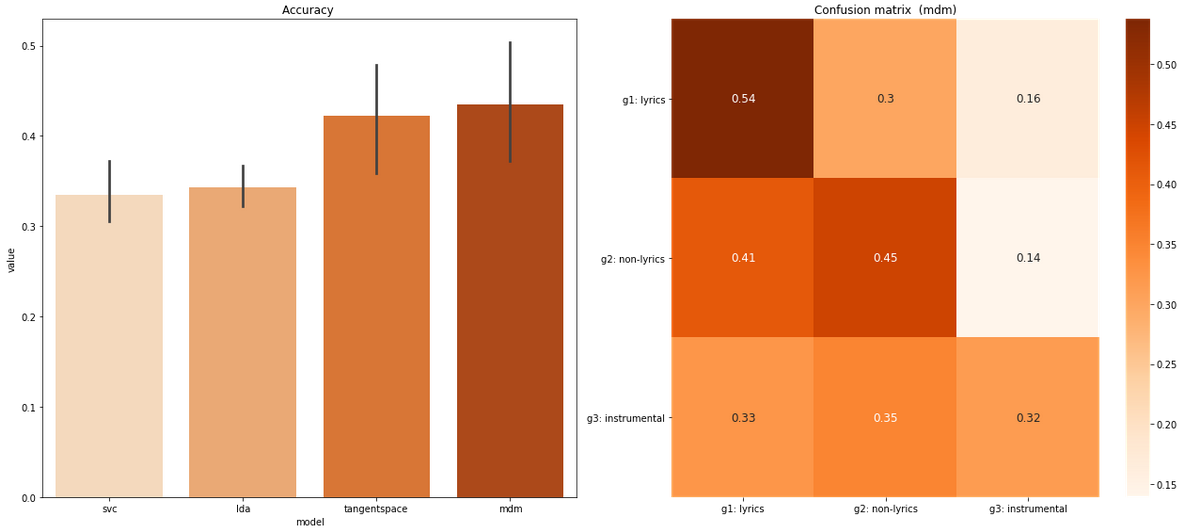 Accuracy
0.5
0.4
0.3
0.2
0.1
0.0
value
svc
lda
tangentspace
mdm
model
Confusion matrix (mdm)
g1: lyrics
g2: non-lyrics
g3: instrumental
0.54 0.3 0.16
0.41 0.45 0.14
0.33 0.35 0.32
g1: lyrics
g2: non-lyrics
g3: instrumental
0.50
0.45
0.40
0.35
0.30
0.25
0.20
0.15